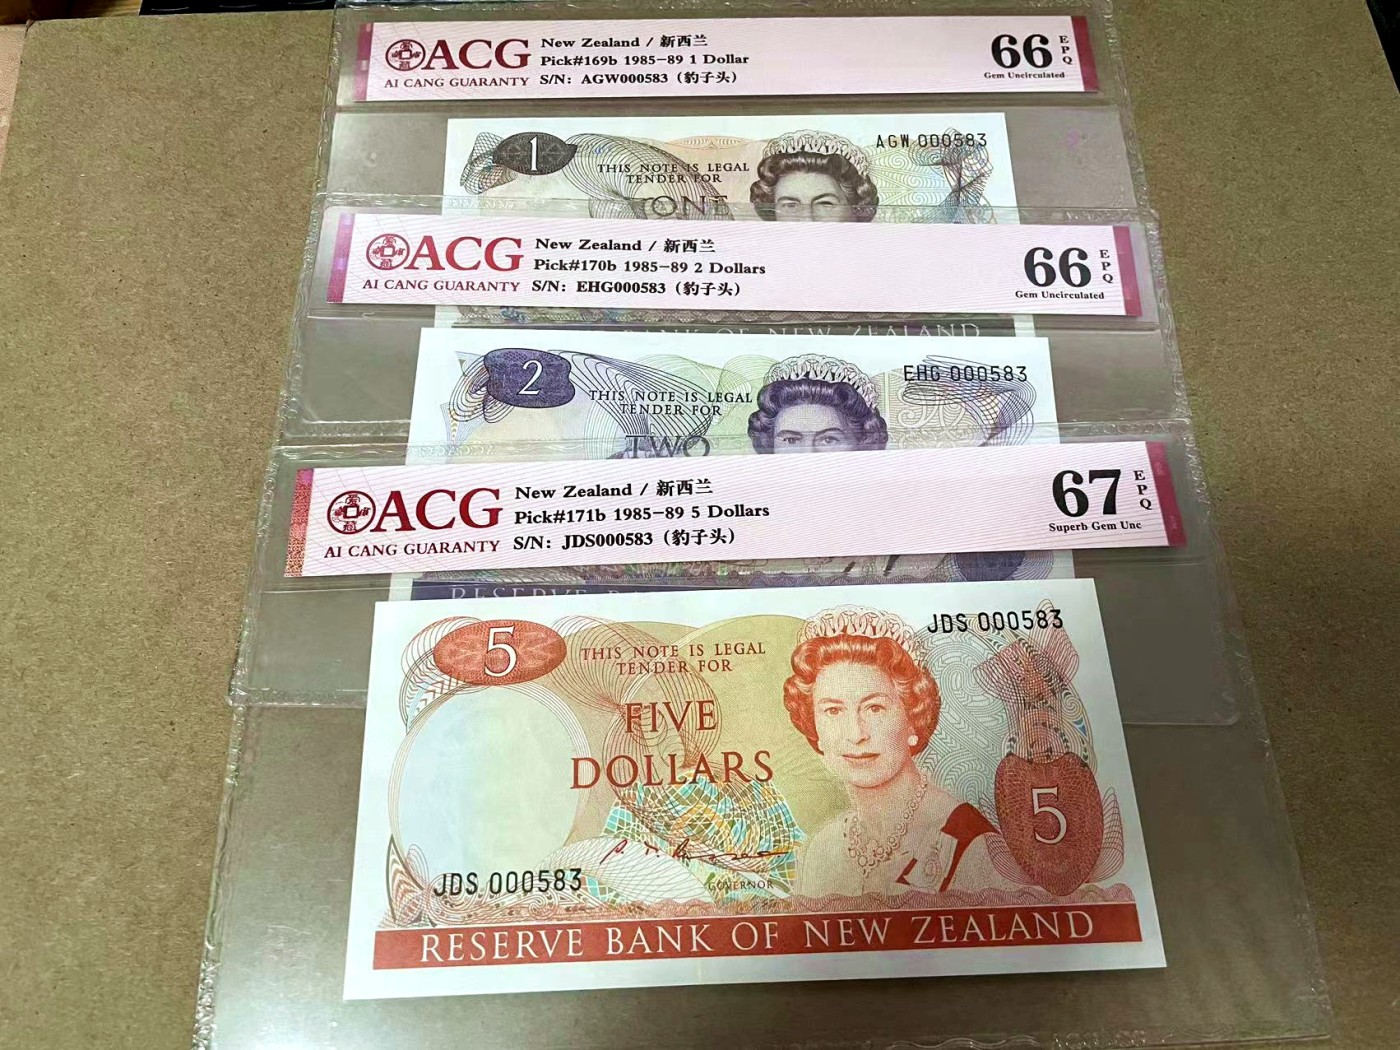 ACG
AI CANG GUARANTY
New Zealand / 新西兰
Pick#169b 1985-89 1 Dollar
S/N: AGW000583 (豹子头)
66
EPQ
Gem Uncirculated
1
THIS NOTE IS LEGAL
TENDER FOR
ONE
AGW 000583
ACG
AI CANG GUARANTY
New Zealand / 新西兰
Pick#170b 1985-89 2 Dollars
S/N: EHG000583 (豹子头)
66
EPQ
Gem Uncirculated
BANK OF NEW ZEALAND
2
THIS NOTE IS LEGAL
TENDER FOR
TWO
EHG 000583
ACG
AI CANG GUARANTY
New Zealand / 新西兰
Pick#171b 1985-89 5 Dollars
S/N: JDS000583 (豹子头)
67
EPQ
Superb Gem Unc
RESERVE
5
THIS NOTE IS LEGAL
TENDER FOR
FIVE
DOLLARS
JDS 000583
5
JDS 000583
GOVERNOR
RESERVE BANK OF NEW ZEALAND